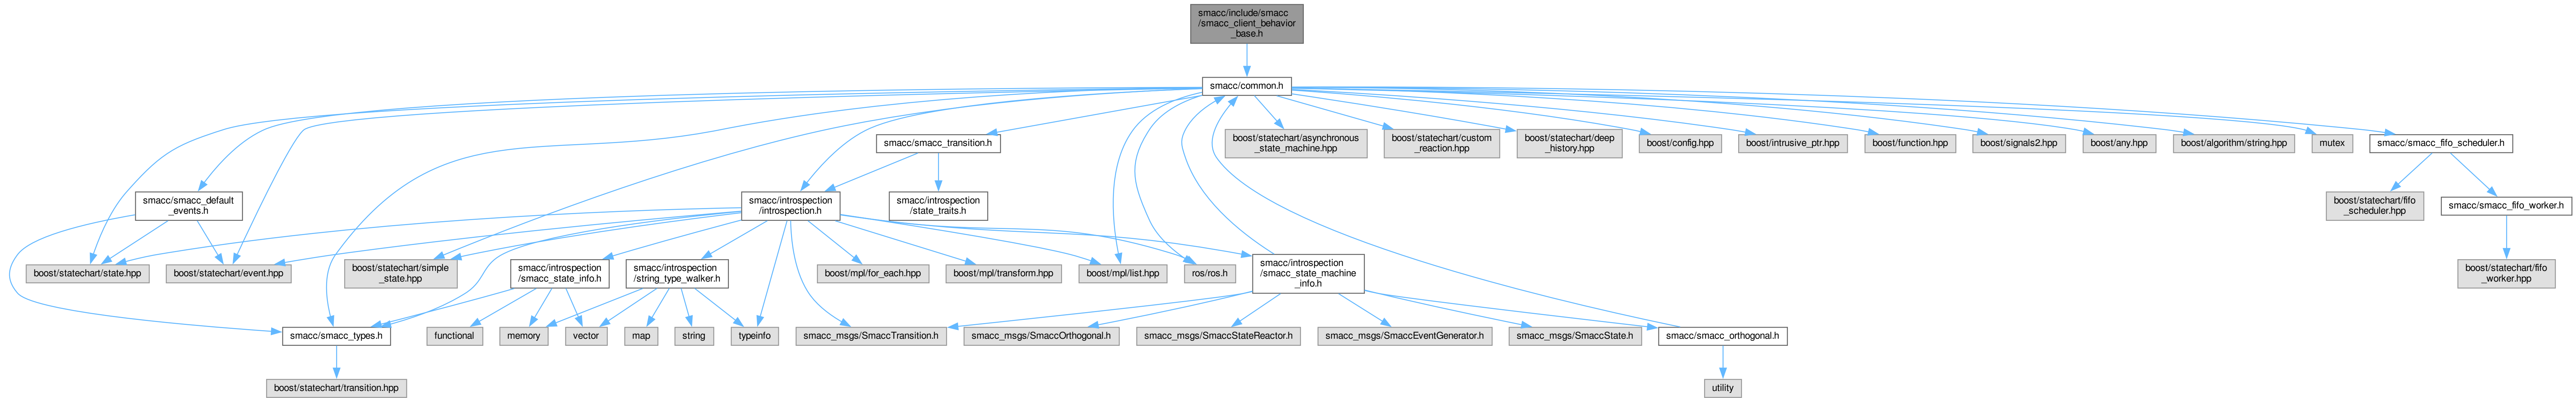 smacc/include/smacc
/smacc_client_behavior
_base.h
smacc/common.h
boost/statechart/asynchronous
_state_machine.hpp
boost/statechart/custom
_reaction.hpp
boost/statechart/deep
_history.hpp
boost/config.hpp
boost/intrusive_ptr.hpp
boost/function.hpp
boost/signals2.hpp
boost/any.hpp
boost/algorithm/string.hpp
mutex
smacc/smacc_fifo_scheduler.h
smacc/smacc_transition.h
smacc/smacc_default
_events.h
smacc/introspection
/introspection.h
smacc/introspection
/state_traits.h
boost/statechart/fifo
_scheduler.hpp
smacc/smacc_fifo_worker.h
boost/statechart/state.hpp
boost/statechart/event.hpp
boost/statechart/simple
_state.hpp
smacc/introspection
/smacc_state_info.h
smacc/introspection
/string_type_walker.h
boost/mpl/for_each.hpp
boost/mpl/transform.hpp
boost/mpl/list.hpp
ros/ros.h
smacc/introspection
/smacc_state_machine
_info.h
boost/statechart/fifo
_worker.hpp
smacc/smacc_types.h
functional
memory
vector
map
string
typeinfo
smacc_msgs/SmaccTransition.h
smacc_msgs/SmaccOrthogonal.h
smacc_msgs/SmaccStateReactor.h
smacc_msgs/SmaccEventGenerator.h
smacc_msgs/SmaccState.h
smacc/smacc_orthogonal.h
boost/statechart/transition.hpp
utility